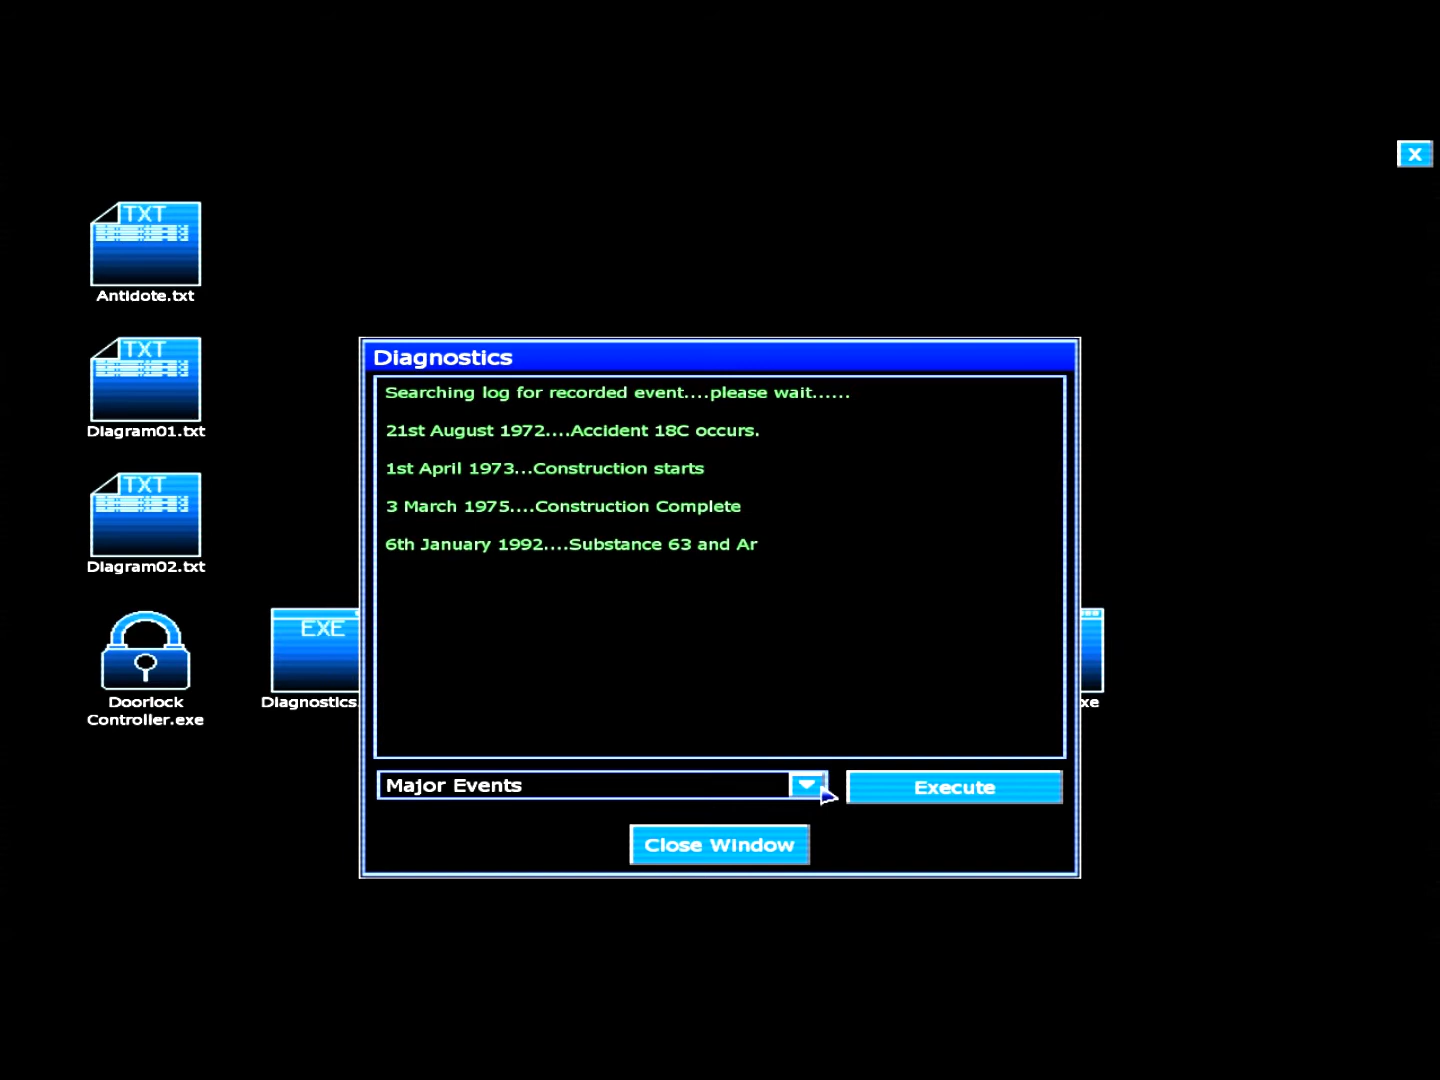 X
TXT
Antidote.txt
TXT
Diagram01.txt
TXT
Diagram02.txt
Doorlock
Controller.exe
EXE
Diagnostics.
xe
Diagnostics
Searching log for recorded event....please wait......
21st August 1972....Accident 18C occurs.
1st April 1973...Construction starts
3 March 1975....Construction Complete
6th January 1992....Substance 63 and Ar
Major Events
Execute
Close Window